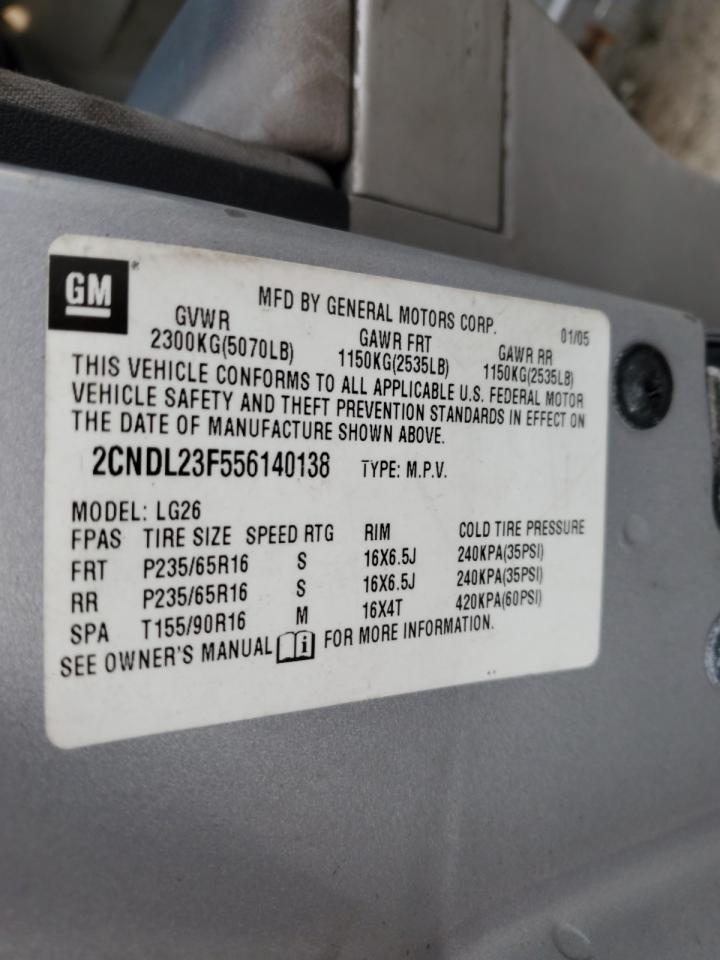 GM
MFD BY GENERAL MOTORS CORP. 01/05
GVWR GAWR FRT GAWR RR
2300KG(5070LB) 1150KG(2535LB) 1150KG(2535LB)
THIS VEHICLE CONFORMS TO ALL APPLICABLE U.S. FEDERAL MOTOR
VEHICLE SAFETY AND THEFT PREVENTION STANDARDS IN EFFECT ON
THE DATE OF MANUFACTURE SHOWN ABOVE.
2CNDL23F556140138 TYPE: M.P.V.
MODEL: LG26
FPAS TIRE SIZE SPEED RTG RIM COLD TIRE PRESSURE
FRT P235/65R16 S 16X6.5J 240KPA(35PSI)
RR P235/65R16 S 16X6.5J 240KPA(35PSI)
SPA T155/90R16 M 16X4T 420KPA(60PSI)
SEE OWNER'S MANUAL i FOR MORE INFORMATION.